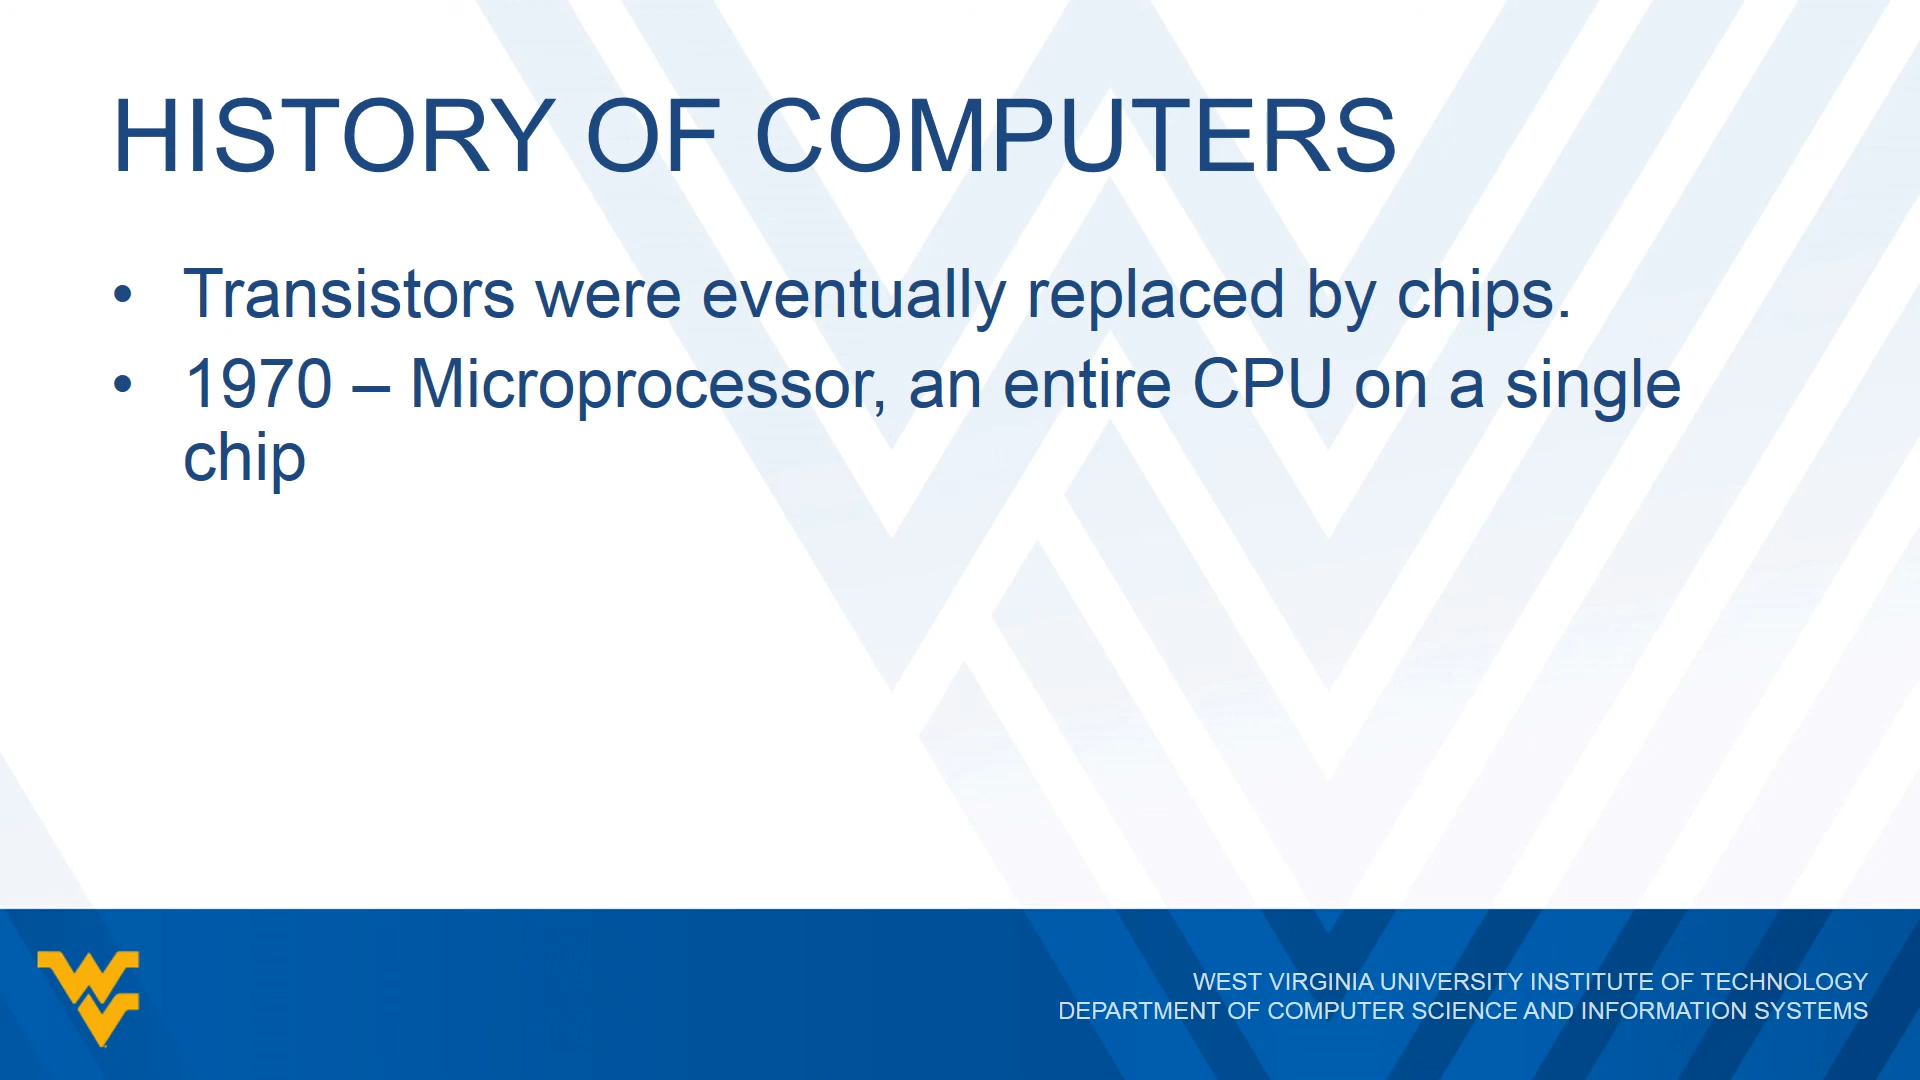 HISTORY OF COMPUTERS
• Transistors were eventually replaced by chips.
• 1970 – Microprocessor, an entire CPU on a single
chip
WEST VIRGINIA UNIVERSITY INSTITUTE OF TECHNOLOGY
DEPARTMENT OF COMPUTER SCIENCE AND INFORMATION SYSTEMS